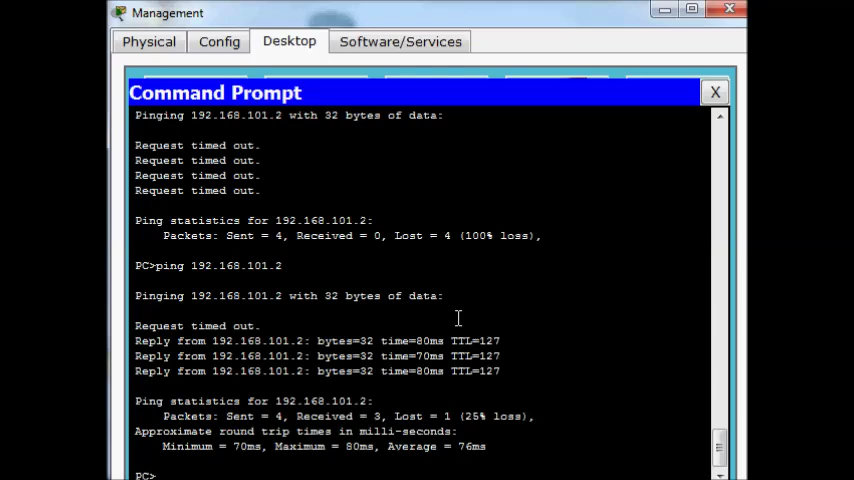 Management
Physical Config Desktop Software/Services
Command Prompt X
Pinging 192.168.101.2 with 32 bytes of data:
Request timed out.
Request timed out.
Request timed out.
Request timed out.
Ping statistics for 192.168.101.2:
Packets: Sent = 4, Received = 0, Lost = 4 (100% loss),
PC>ping 192.168.101.2
Pinging 192.168.101.2 with 32 bytes of data:
Request timed out.
Reply from 192.168.101.2: bytes=32 time=80ms TTL=127
Reply from 192.168.101.2: bytes=32 time=70ms TTL=127
Reply from 192.168.101.2: bytes=32 time=80ms TTL=127
Ping statistics for 192.168.101.2:
Packets: Sent = 4, Received = 3, Lost = 1 (25% loss),
Approximate round trip times in milli-seconds:
Minimum = 70ms, Maximum = 80ms, Average = 76ms
PC>